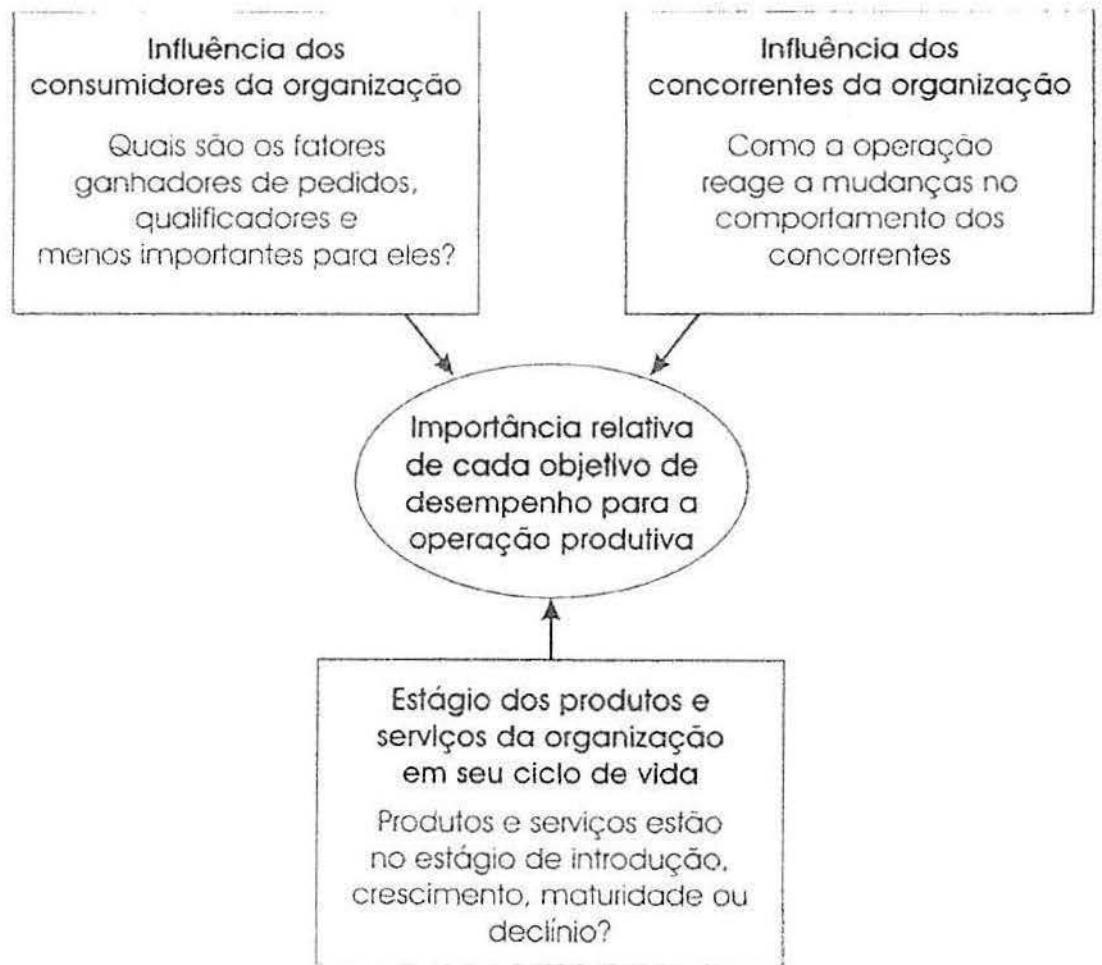 Influência dos
consumidores da organização
Quais são os fatores
ganhadores de pedidos,
qualificadores e
menos importantes para eles?
Influência dos
concorrentes da organização
Como a operação
reage a mudanças no
comportamento dos
concorrentes
Importância relativa
de cada objetivo de
desempenho para a
operação produtiva
Estágio dos produtos e
serviços da organização
em seu ciclo de vida
Produtos e serviços estão
no estágio de introdução,
crescimento, maturidade ou
declínio?